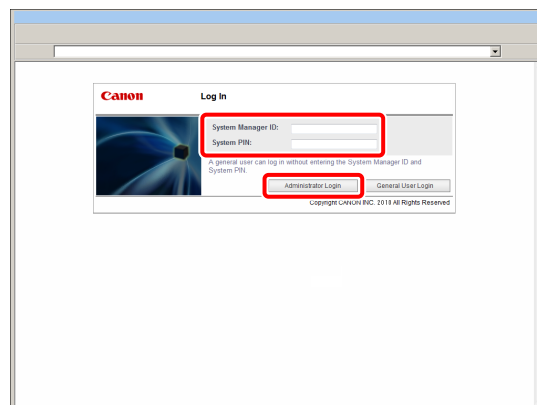 Canon
Log In
System Manager ID:
System PIN:
A general user can log in without entering the System Manager ID and
System PIN.
Administrator Login
General User Login
Copyright CANON INC. 2010 All Rights Reserved